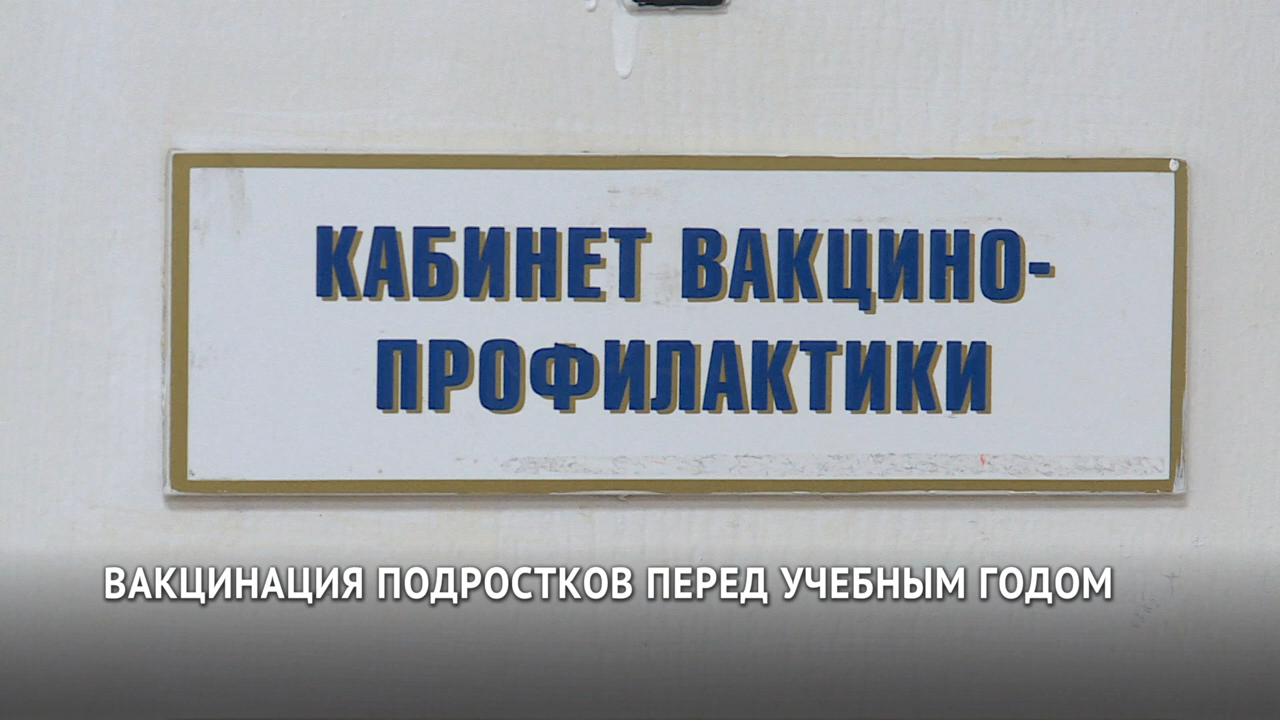 КАБИНЕТ ВАКЦИНО-
ПРОФИЛАКТИКИ
ВАКЦИНАЦИЯ ПОДРОСТКОВ ПЕРЕД УЧЕБНЫМ ГОДОМ